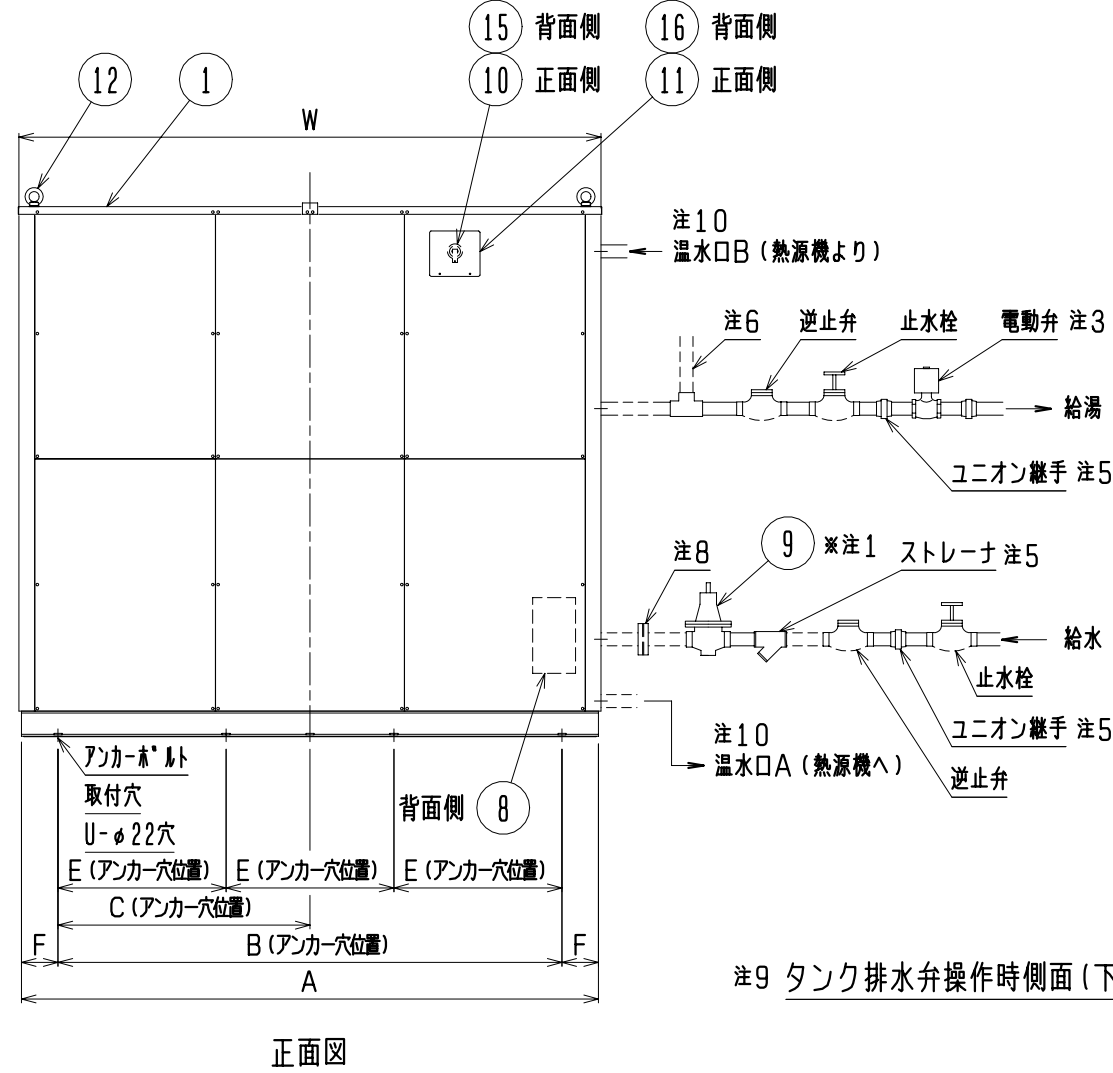 15 背面側
16 背面側
12
1
10 正面側
11 正面側
W
注10
温水口B（熱源機より）
注6
逆止弁
止水栓
電動弁 注3
給湯
ユニオン継手 注5
注8
9 ※注1
ストレーナ 注5
給水
止水栓
ユニオン継手 注5
逆止弁
注10
温水口A（熱源機へ）
アンカーボルト
取付穴
U-φ22穴
背面側 8
E（アンカー穴位置）
E（アンカー穴位置）
E（アンカー穴位置）
C（アンカー穴位置）
F
B（アンカー穴位置）
F
A
注9 タンク排水弁操作時側面（下
正面図